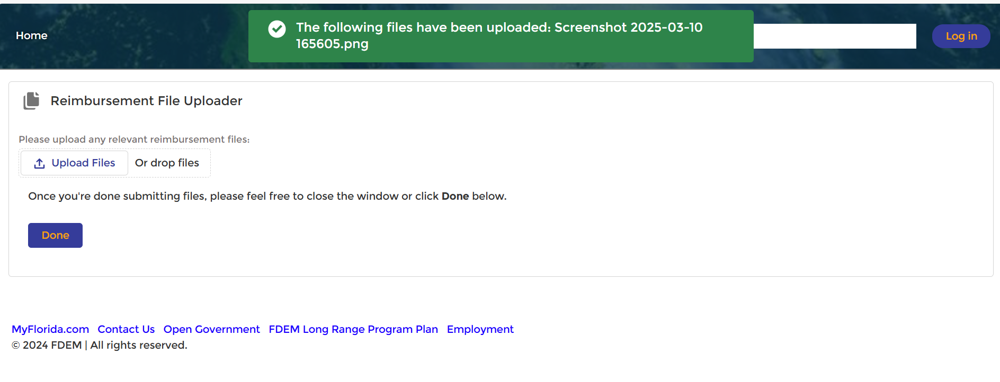 Home
The following files have been uploaded: Screenshot 2025-03-10
165605.png
Log in
Reimbursement File Uploader
Please upload any relevant reimbursement files:
Upload Files Or drop files
Once you're done submitting files, please feel free to close the window or click Done below.
Done
MyFlorida.com Contact Us Open Government FDEM Long Range Program Plan Employment
© 2024 FDEM | All rights reserved.